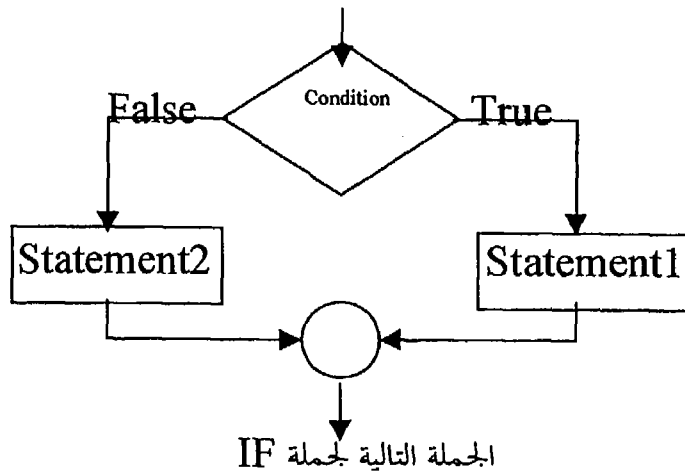 Condition
False
True
Statement2
Statement1
الجملة التالية لجملة IF